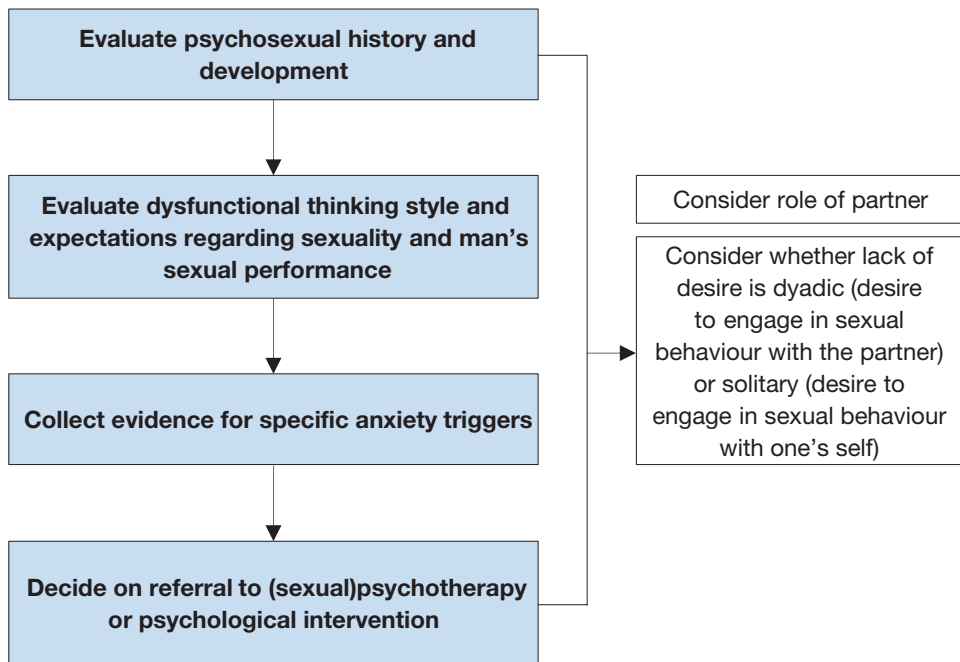 Evaluate psychosexual history and
development
Evaluate dysfunctional thinking style and
expectations regarding sexuality and man’s
sexual performance
Collect evidence for specific anxiety triggers
Decide on referral to (sexual)psychotherapy
or psychological intervention
Consider role of partner
Consider whether lack of
desire is dyadic (desire
to engage in sexual
behaviour with the partner)
or solitary (desire to
engage in sexual behaviour
with one’s self)